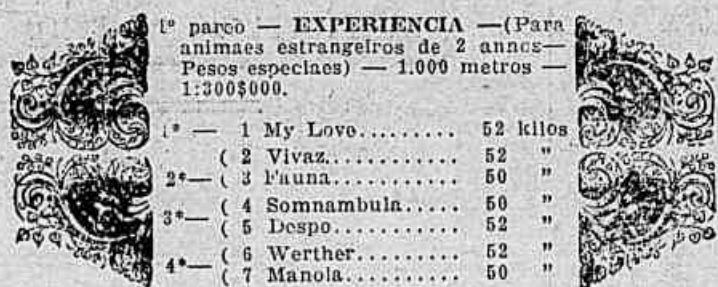 1º pareo — EXPERIENCIA — (Para
animaes estrangeiros de 2 annos—
Pesos especiaes) — 1.000 metros —
1:300$000.
1º — 1 My Love......... 52 kilos
( 2 Vivaz........... 52 "
2º— ( 3 Fauna........... 50 "
( 4 Somnambula..... 50 "
3º— ( 5 Despo........... 52 "
( 6 Werther......... 52 "
4º— ( 7 Manola.......... 50 "